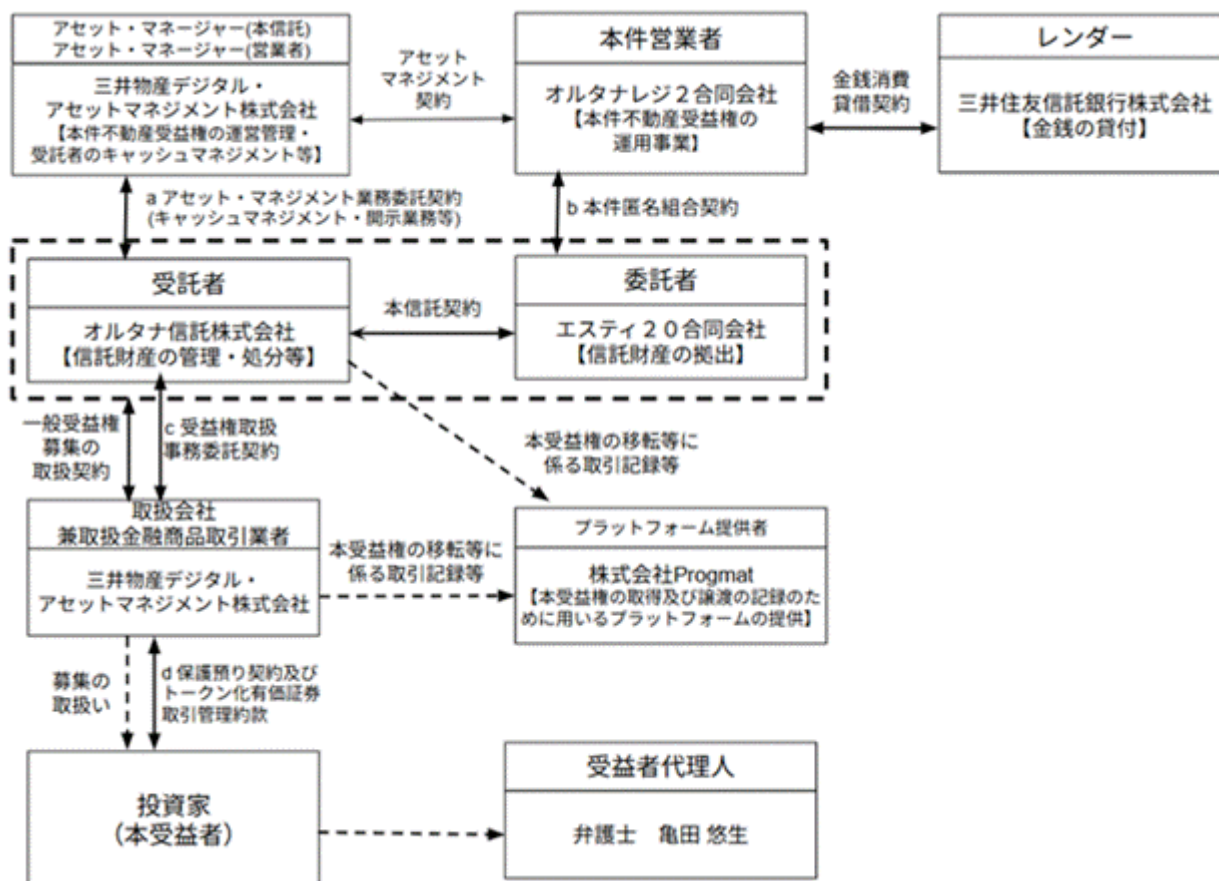 アセット・マネージャー(本信託)
アセット・マネージャー(営業者)
三井物産デジタル・
アセットマネジメント株式会社
【本件不動産受益権の運営管理・
受託者のキャッシュマネジメント等】
アセット
マネジメント
契約
本件営業者
オルタナレジ２合同会社
【本件不動産受益権の
運用事業】
金銭消費
貸借契約
レンダー
三井住友信託銀行株式会社
【金銭の貸付】
a アセット・マネジメント業務委託契約
(キャッシュマネジメント・開示業務等)
b 本件匿名組合契約
受託者
オルタナ信託株式会社
【信託財産の管理・処分等】
本信託契約
委託者
エスティ２０合同会社
【信託財産の拠出】
一般受益権
募集の
取扱契約
c 受益権取扱
事務委託契約
本受益権の移転等に
係る取引記録等
取扱会社
兼取扱金融商品取引業者
三井物産デジタル・
アセットマネジメント株式会社
本受益権の移転等に
係る取引記録等
プラットフォーム提供者
株式会社Progmat
【本受益権の取得及び譲渡の記録のた
めに用いるプラットフォームの提供】
募集の
取扱い
d 保護預り契約及び
トークン化有価証券
取引管理約款
投資家
（本受益者）
受益者代理人
弁護士　亀田 悠生